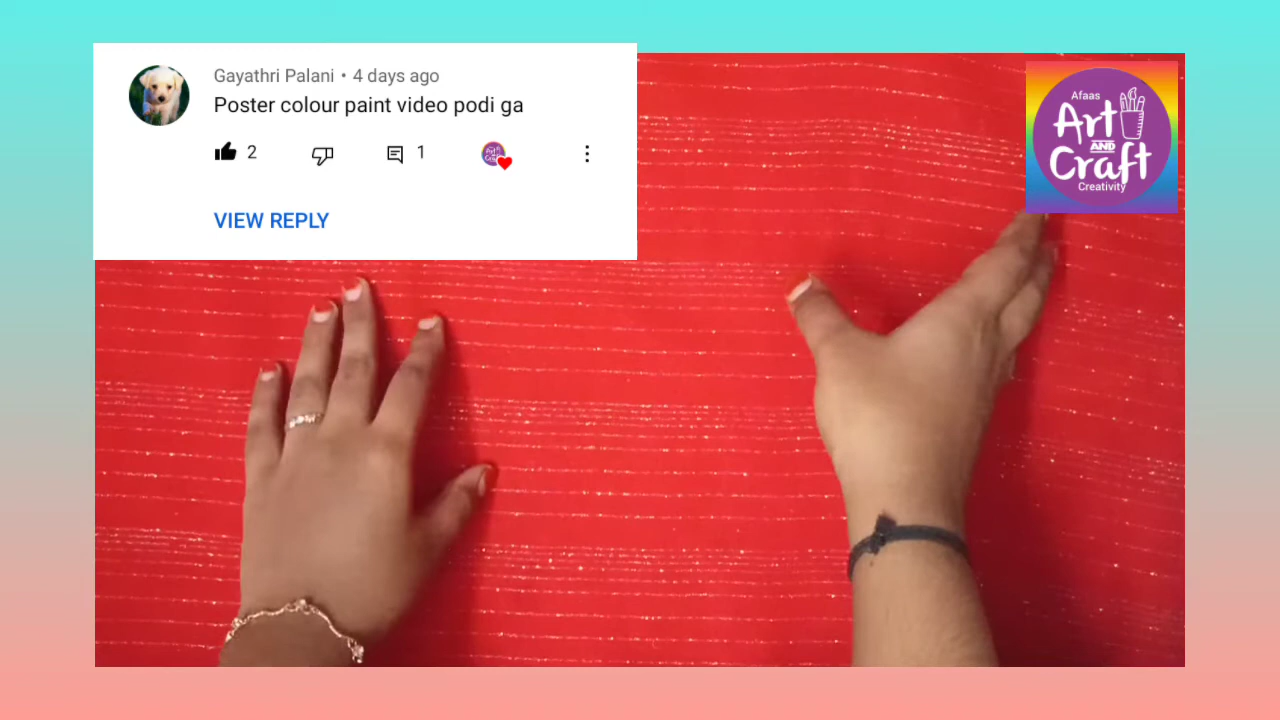 Gayathri Palani • 4 days ago
Poster colour paint video podi ga
2
1
VIEW REPLY
Afaas
Art
AND
Craft
Creativity